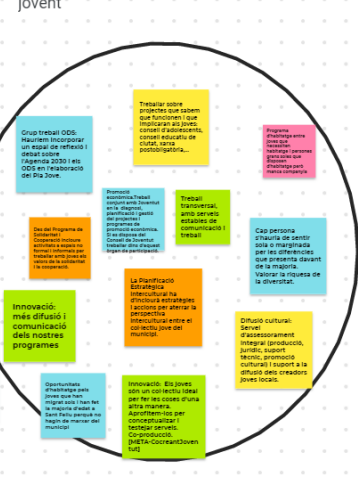 jovent
Treballar sobre
projectes que sabem
que funcionen i que
impliquaran als joves:
consell d'adolescents,
consell educatiu de
ciutat, xarxa
postobligatòria,...
Grup treball ODS:
Hauriem incorporar
un espai de reflexió i
debat sobre
l'Agenda 2030 i els
ODS en l'elaboració
del Pla Jove.
Programa
d'habitatge entre
joves que
necessiten
habitatge i persones
grans soles que
disposen
d'habitatge però
manca companyia
Promoció
econòmica.Treball
conjunt amb Joventut
en la diagnosi,
planificació i gestió
del projectes i
programes de
promoció econòmica.
Si es disposa del
Consell de Joventut
treballar dins d'aquest
òrgan de participació.
Treball
transversal,
amb serveis
estables de
comunicació i
treball
Des del Programa de
Solidaritat i
Cooperació incloure
activitats o espais no
formal i informals per
treballar amb joves els
valors de la solidaritat
i la cooperació.
Cap persona
s'hauria de sentir
sola o marginada
per les diferències
que presenta davant
de la majoria.
Valorar la riquesa de
la diversitat.
La Planificació
Estratègica
Intercultural ha
d'incloura estratègies
i accions per aterrar la
perspectiva
intercultural entre el
col·lectiu jove del
municipi.
Innovació:
més difusió i
comunicació
dels nostres
programes
Difusió cultural:
Servei
d'assessorament
integral (producció,
jurídic, suport
tècnic, promoció
cultural) i suport a la
difusió dels creadors
joves locals.
Oportunitats
d'habitatge pels
joves que han
migrat sols i han fet
la majoria d'edat a
Sant Feliu perquè no
hagin de marxar del
municipi
Innovació: Els joves
són un col·lectiu ideal
per fer les coses d'una
altra manera.
Aprofitem-los per
conceptualizar i
testejar serveis.
Co-producció.
[META-CocreantJoven
tut]